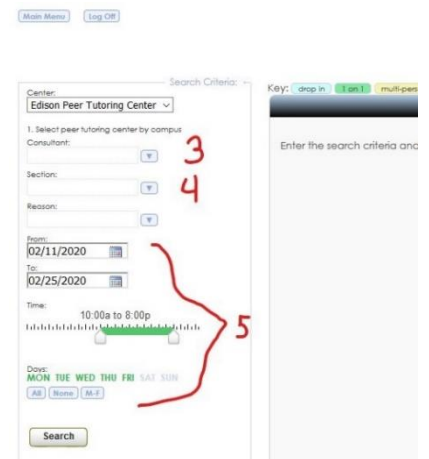 Main Menu Log Off
Search Criteria:
Key: drop in 1 on 1 multi-pers
Center:
Edison Peer Tutoring Center
1. Select peer tutoring center by campus
Consultant:
3
Enter the search criteria and
Section:
4
Reason:
From:
02/11/2020
To:
02/25/2020
Time:
10:00a to 8:00p
5
Days:
MON TUE WED THU FRI SAT SUN
All None M-F
Search